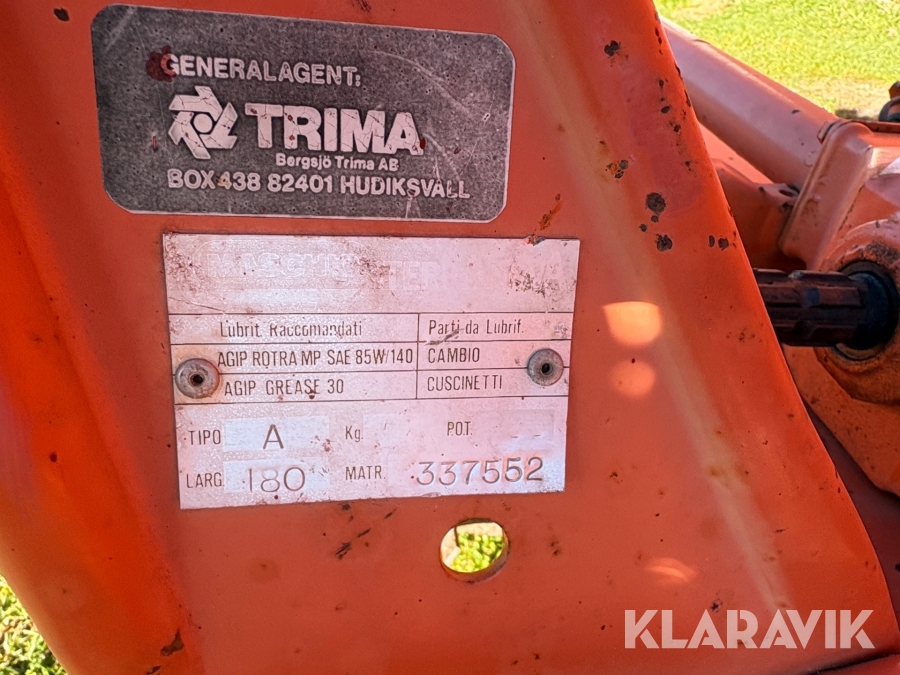 GENERALAGENT:
TRIMA
Bergsjö Trima AB
BOX 438 82401 HUDIKSVALL
Lubrif. Raccomandati Parti da Lubrif.
AGIP ROTRA MP SAE 85W/140 CAMBIO
AGIP GREASE 30 CUSCINETTI
TIPO A Kg. POT.
LARG. 180 MATR. 337552
KLARAVIK